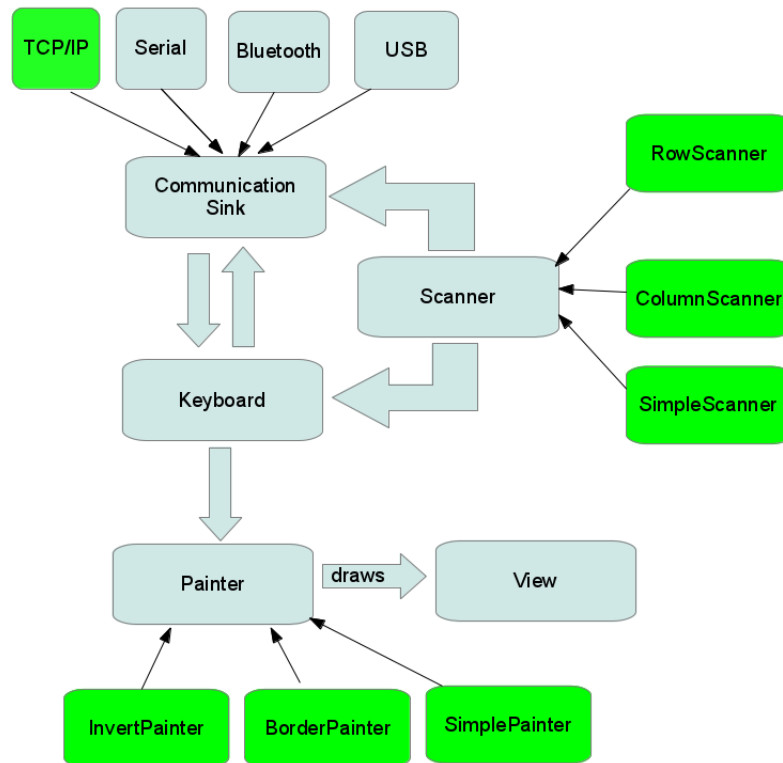 TCP/IP
Serial
Bluetooth
USB
RowScanner
Communication
Sink
Scanner
ColumnScanner
Keyboard
SimpleScanner
Painter
draws
View
InvertPainter
BorderPainter
SimplePainter